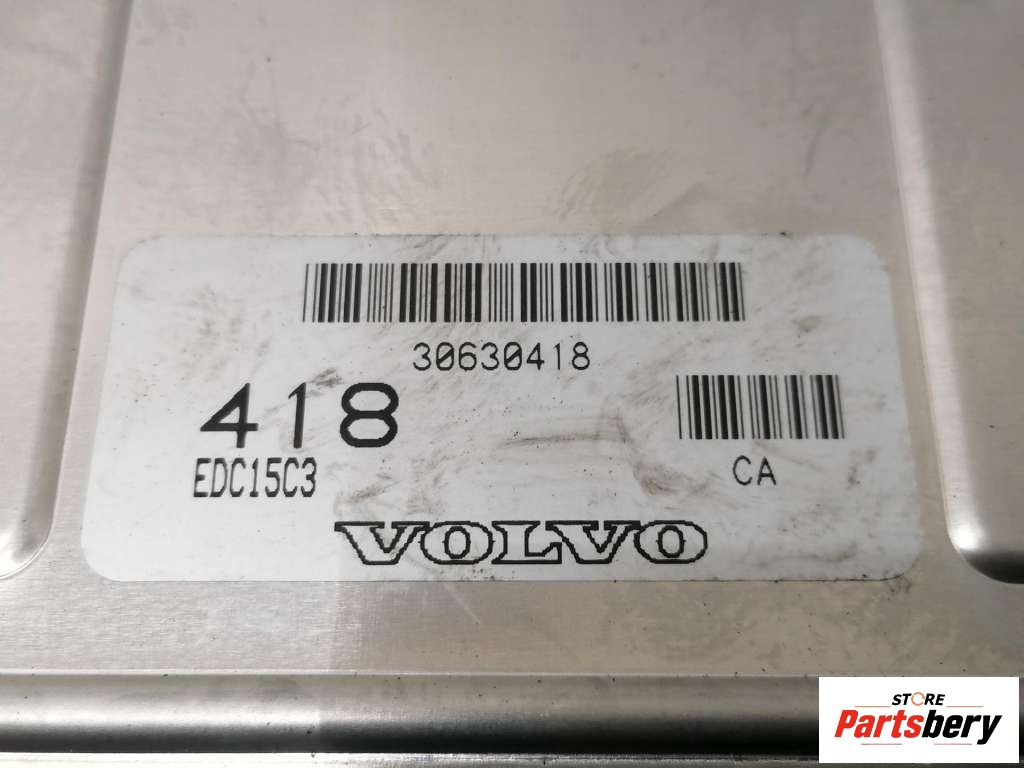 30630418
418
EDC15C3
CA
VOLVO
STORE
Partsbery